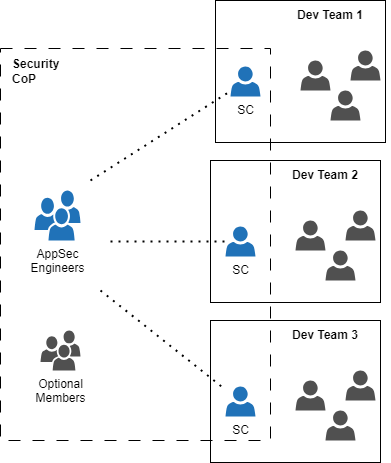 Dev Team 1
Security
CoP
SC
Dev Team 2
AppSec
Engineers
SC
Dev Team 3
Optional
Members
SC